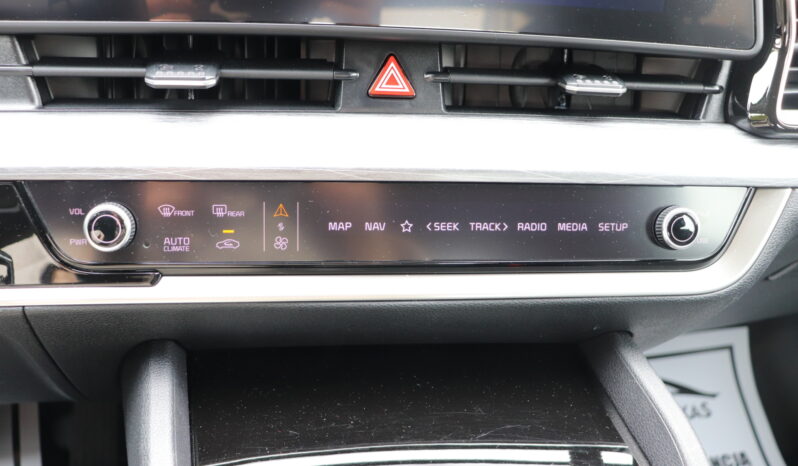 VOL
PWR
FRONT
REAR
AUTO
CLIMATE
MAP NAV <SEEK TRACK> RADIO MEDIA SETUP